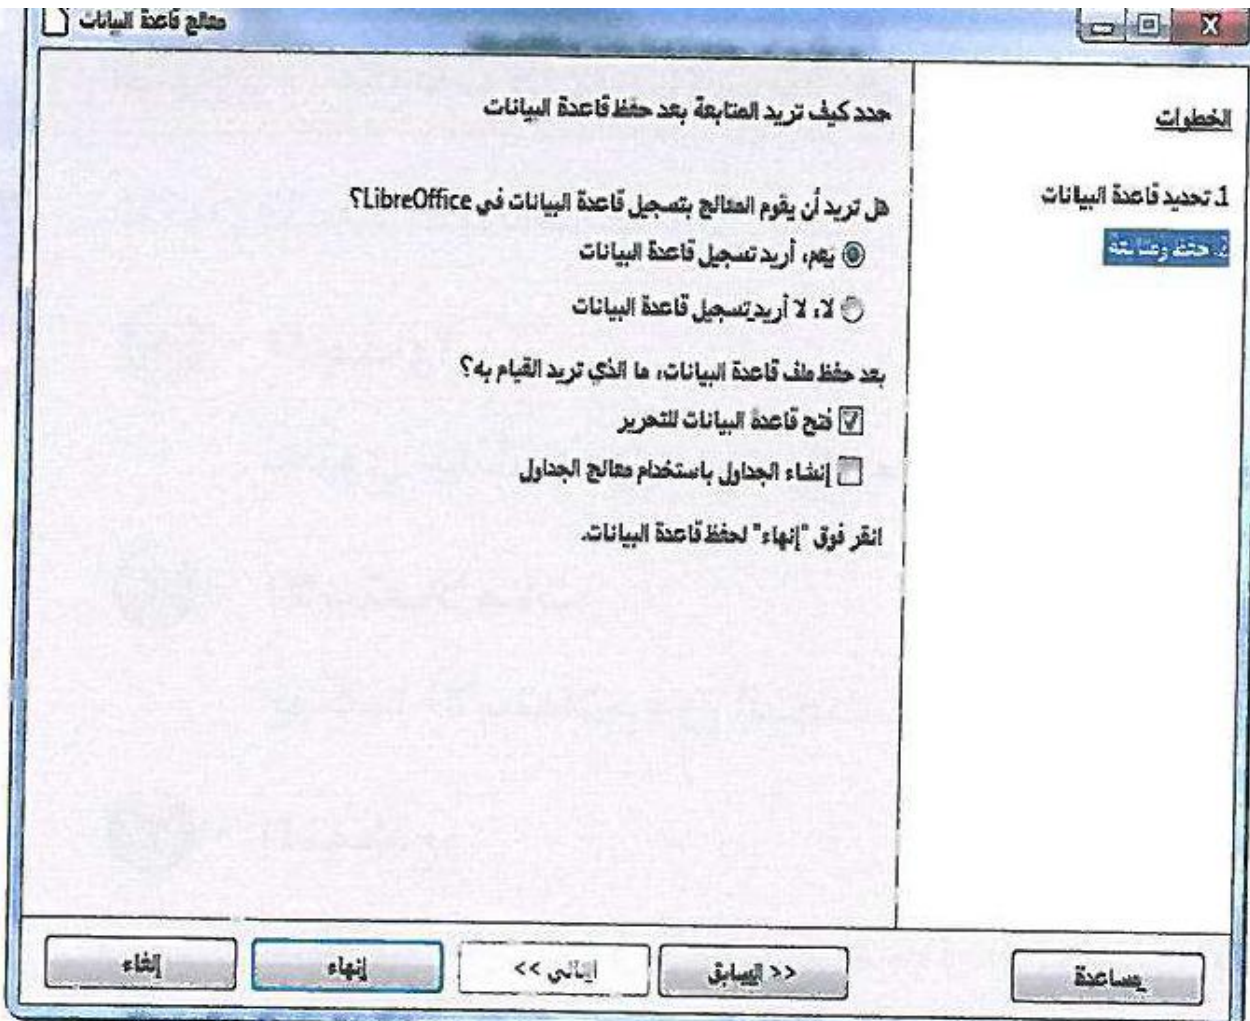 معالج قاعدة البيانات
الخطوات
1. تحديد قاعدة البيانات
2. حفظ ومتابعة
حدد كيف تريد المتابعة بعد حفظ قاعدة البيانات
هل تريد أن يقوم المعالج بتسجيل قاعدة البيانات في LibreOffice؟
نعم، أريد تسجيل قاعدة البيانات
لا، لا أريد تسجيل قاعدة البيانات
بعد حفظ ملف قاعدة البيانات، ما الذي تريد القيام به؟
فتح قاعدة البيانات للتحرير
إنشاء الجداول باستخدام معالج الجداول
انقر فوق "إنهاء" لحفظ قاعدة البيانات.
مساعدة
<< السابق
التالي >>
إنهاء
إلغاء